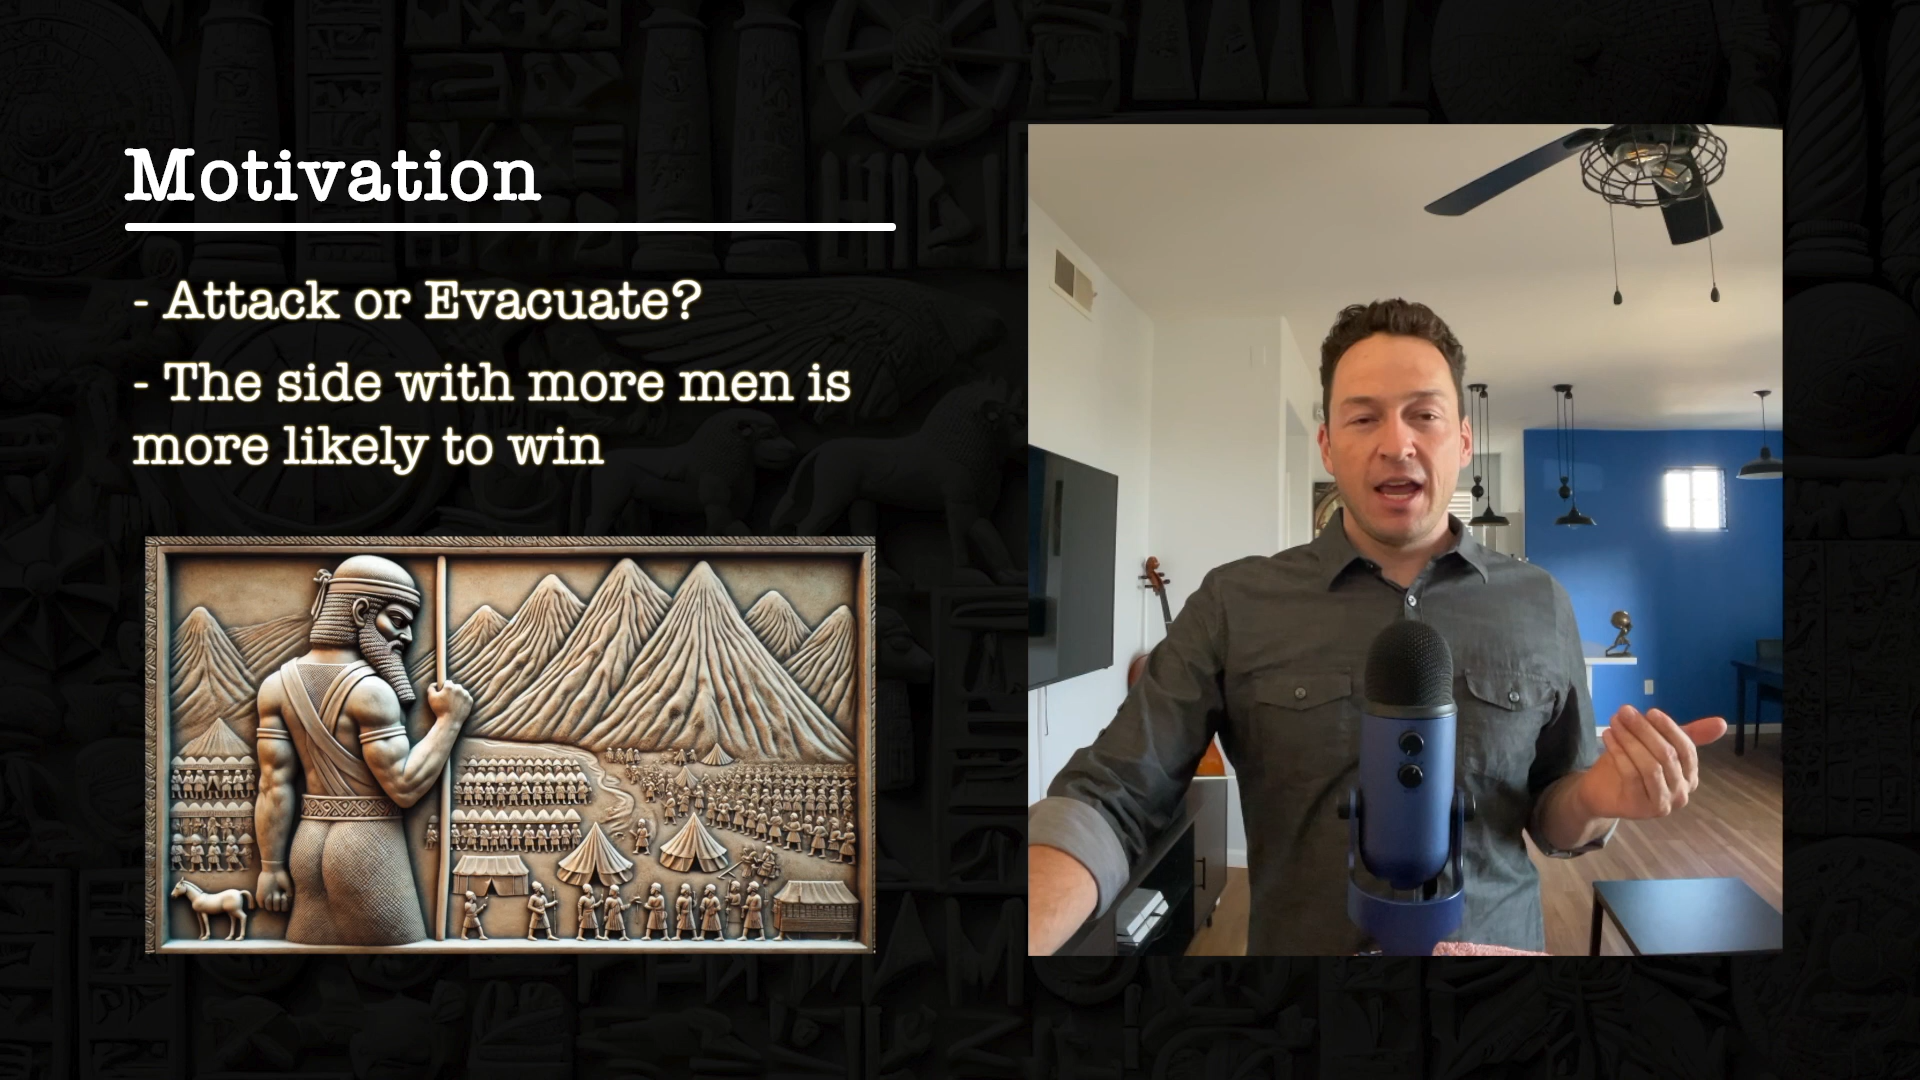 Motivation
- Attack or Evacuate?
- The side with more men is
more likely to win